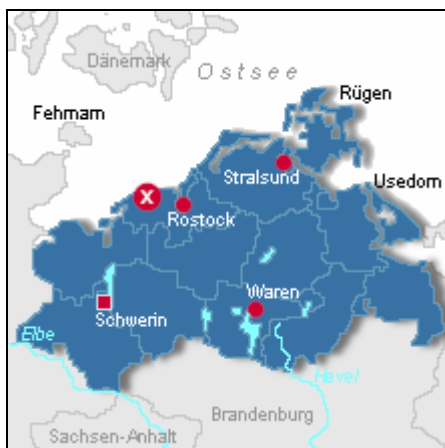 Dänemark
Ostsee
Rügen
Fehmarn
Stralsund
Usedom
X
Rostock
Waren
Schwerin
Elbe
Havel
Brandenburg
Sachsen-Anhalt